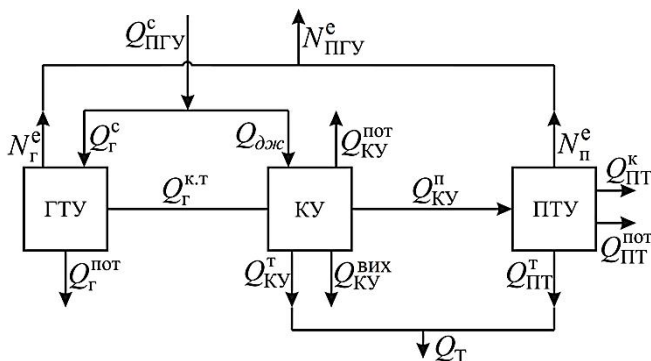 Q^с_ПГУ N^е_ПГУ
N^е_г Q^с_г Q_дж Q^пот_КУ N^е_п
Q^к_ПТ
ГТУ Q^к.т_г КУ Q^п_КУ ПТУ
Q^пот_ПТ
Q^пот_г Q^т_КУ Q^вих_КУ Q^т_ПТ
Q_Т